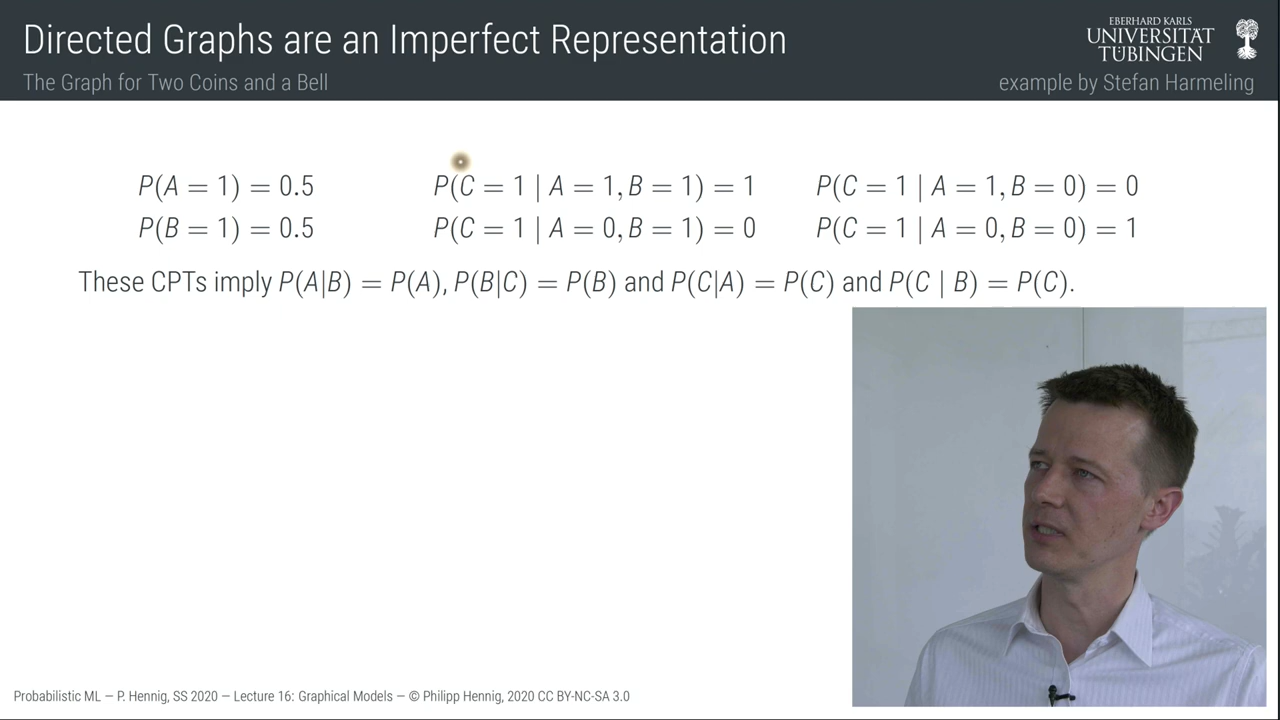 Directed Graphs are an Imperfect Representation
The Graph for Two Coins and a Bell
EBERHARD KARLS
UNIVERSITÄT
TÜBINGEN
example by Stefan Harmeling
P(A = 1) = 0.5 P(C = 1 | A = 1, B = 1) = 1 P(C = 1 | A = 1, B = 0) = 0
P(B = 1) = 0.5 P(C = 1 | A = 0, B = 1) = 0 P(C = 1 | A = 0, B = 0) = 1
These CPTs imply P(A|B) = P(A), P(B|C) = P(B) and P(C|A) = P(C) and P(C | B) = P(C).
Probabilistic ML — P. Hennig, SS 2020 — Lecture 16: Graphical Models — © Philipp Hennig, 2020 CC BY-NC-SA 3.0